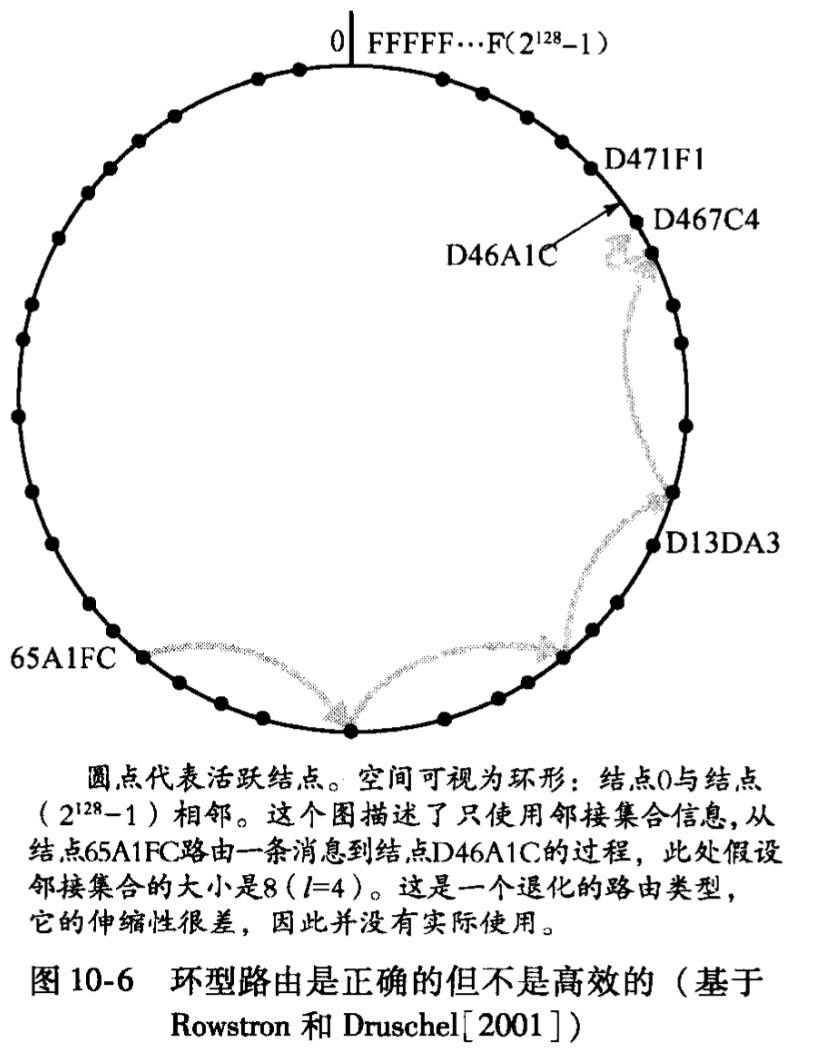 0 FFFFF…F(2¹²⁸−1)
D471F1
D467C4
D46A1C
D13DA3
65A1FC
圆点代表活跃结点。空间可视为环形：结点0与结点
（2¹²⁸−1）相邻。这个图描述了只使用邻接集合信息，从
结点65A1FC路由一条消息到结点D46A1C的过程，此处假设
邻接集合的大小是8（l=4）。这是一个退化的路由类型，
它的伸缩性很差，因此并没有实际使用。
图 10-6 环型路由是正确的但不是高效的（基于
Rowstron 和 Druschel[2001]）